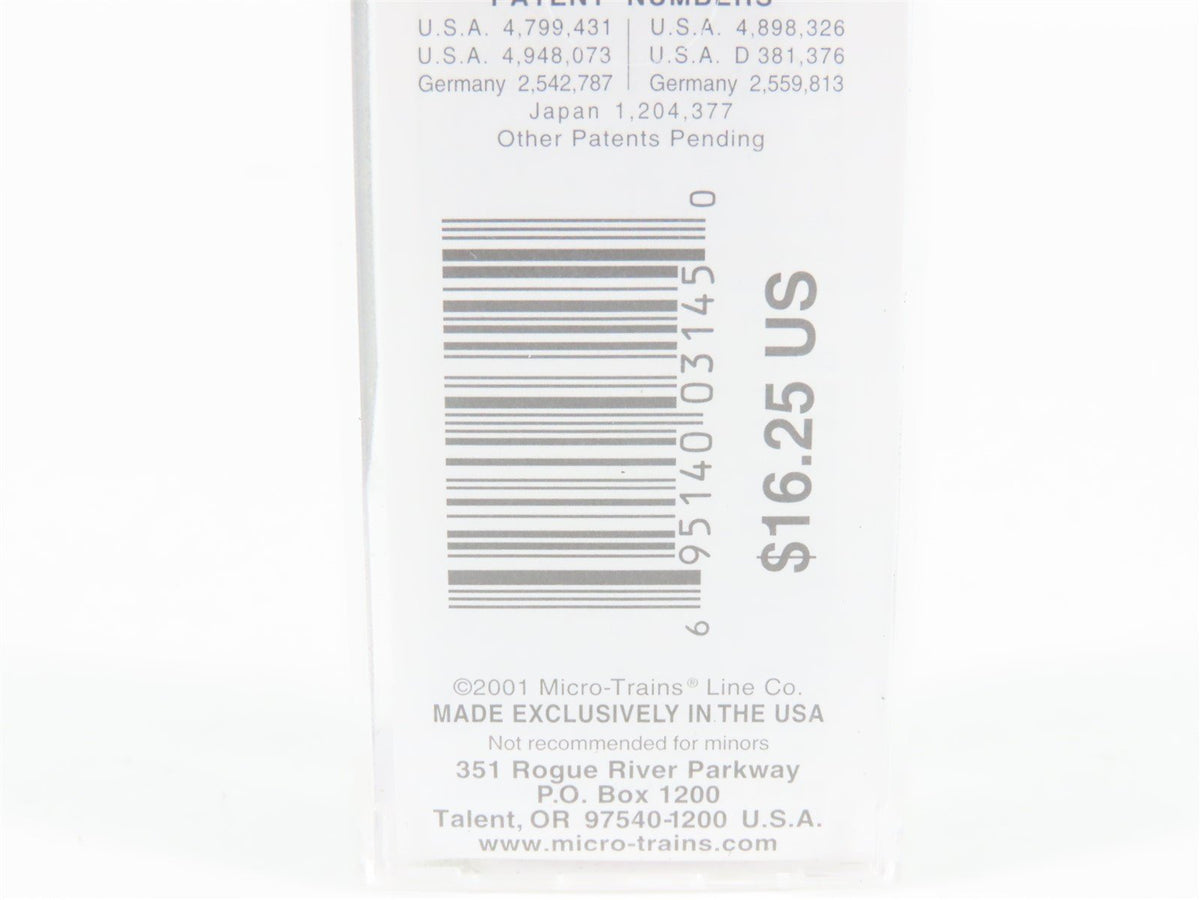 PATENT NUMBERS
U.S.A. 4,799,431 U.S.A. 4,898,326
U.S.A. 4,948,073 U.S.A. D 381,376
Germany 2,542,787 Germany 2,559,813
Japan 1,204,377
Other Patents Pending
6 95140 03145 0
$16.25 US
©2001 Micro-Trains® Line Co.
MADE EXCLUSIVELY IN THE USA
Not recommended for minors
351 Rogue River Parkway
P.O. Box 1200
Talent, OR 97540-1200 U.S.A.
www.micro-trains.com